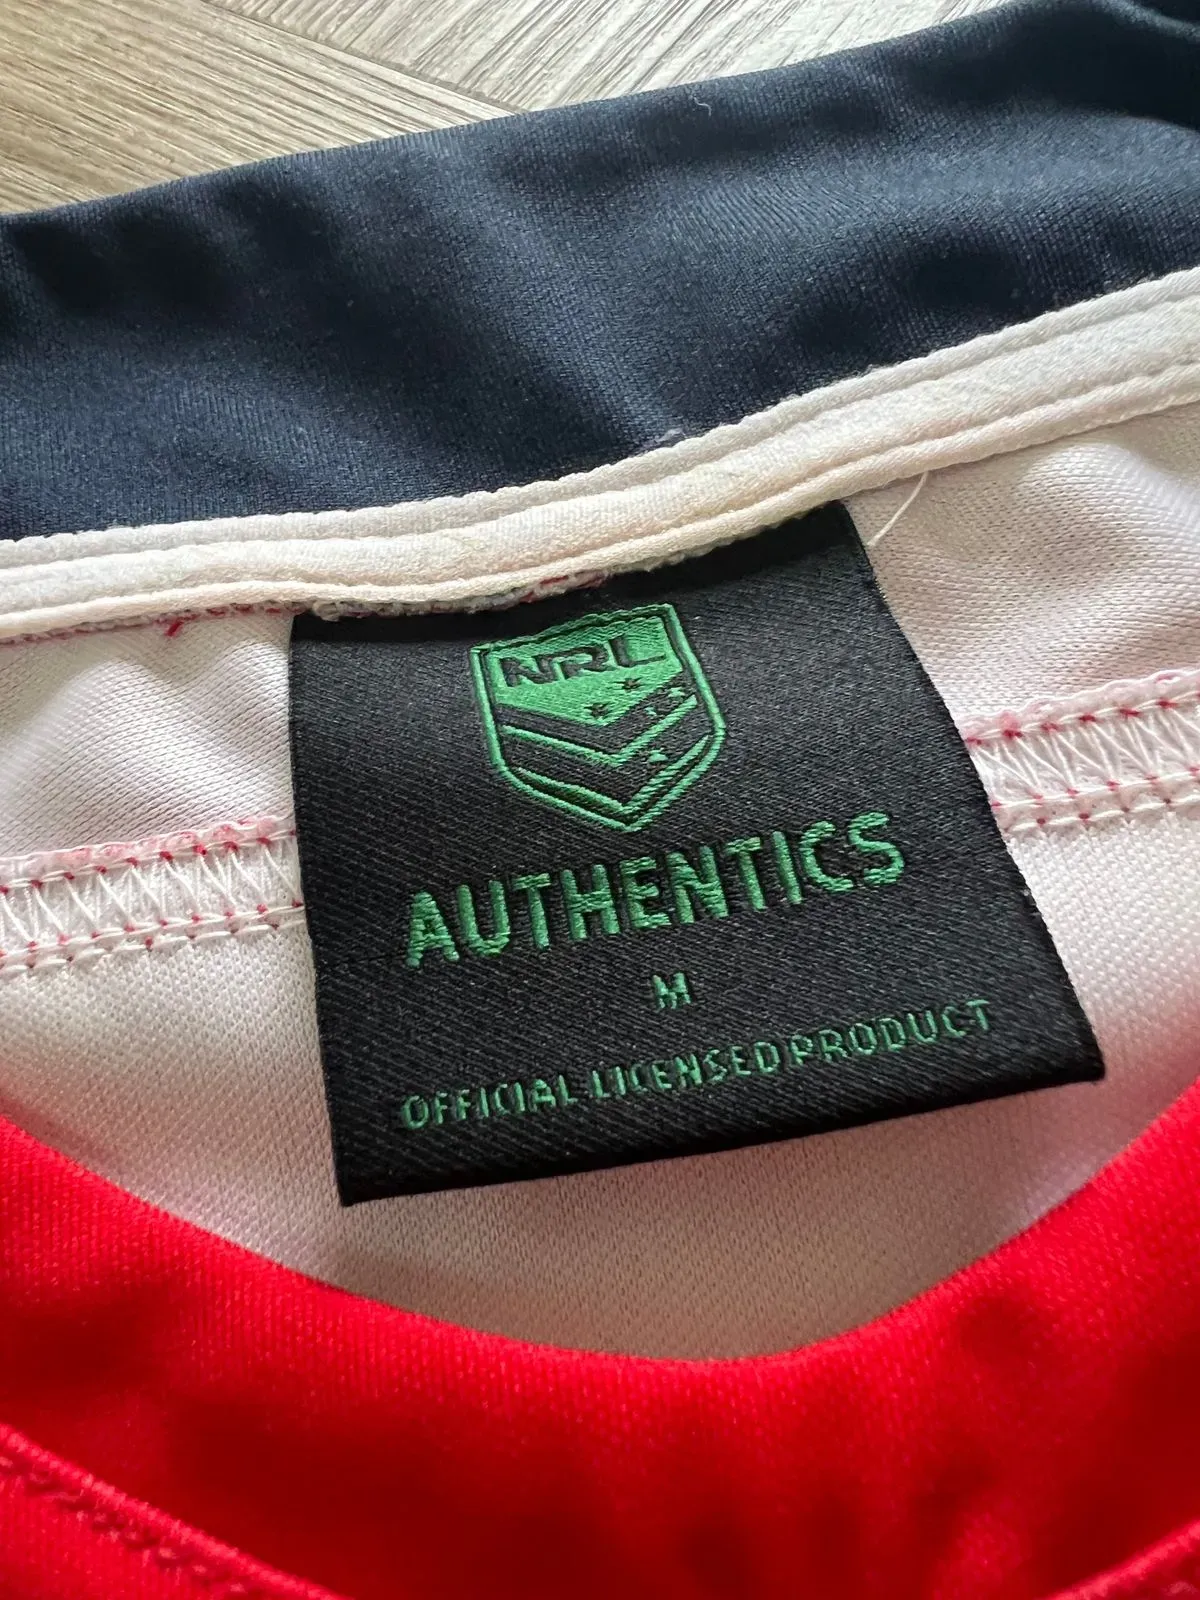 NRL
AUTHENTICS
M
OFFICIAL LICENSED PRODUCT